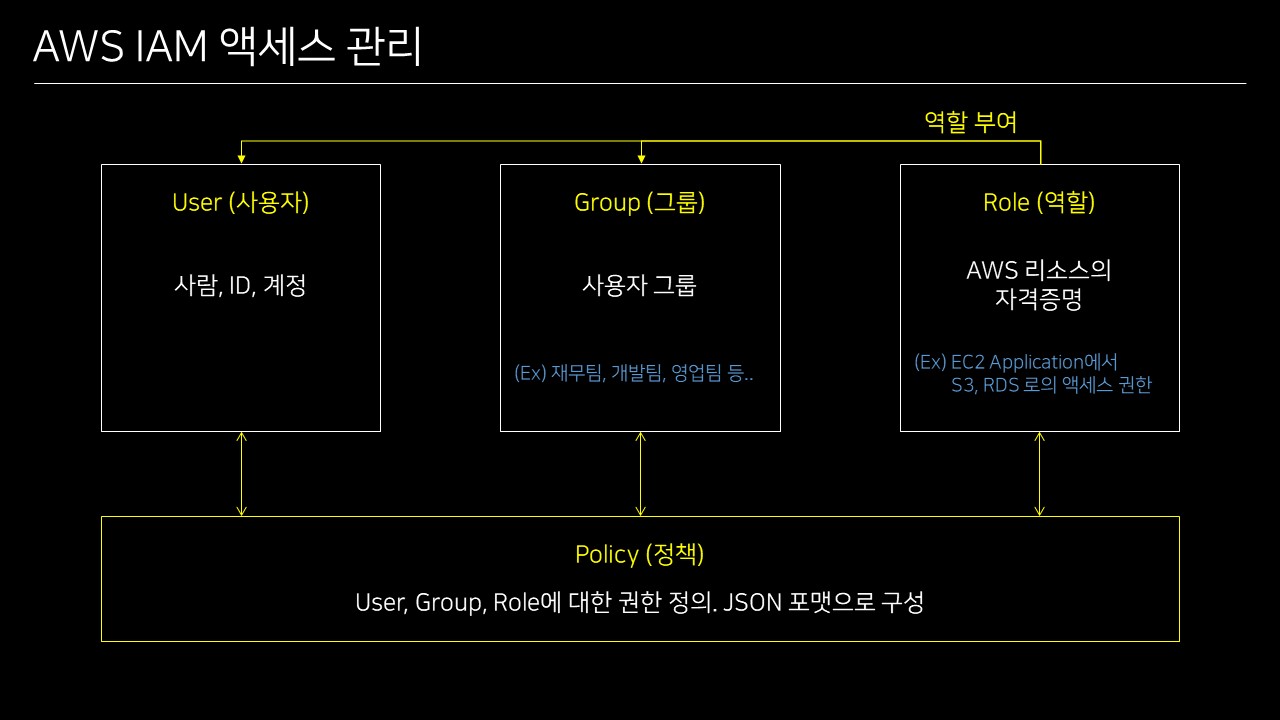 AWS IAM 액세스 관리
역할 부여
User (사용자)
사람, ID, 계정
Group (그룹)
사용자 그룹
(Ex) 재무팀, 개발팀, 영업팀 등..
Role (역할)
AWS 리소스의
자격증명
(Ex) EC2 Application에서
S3, RDS 로의 액세스 권한
Policy (정책)
User, Group, Role에 대한 권한 정의. JSON 포맷으로 구성